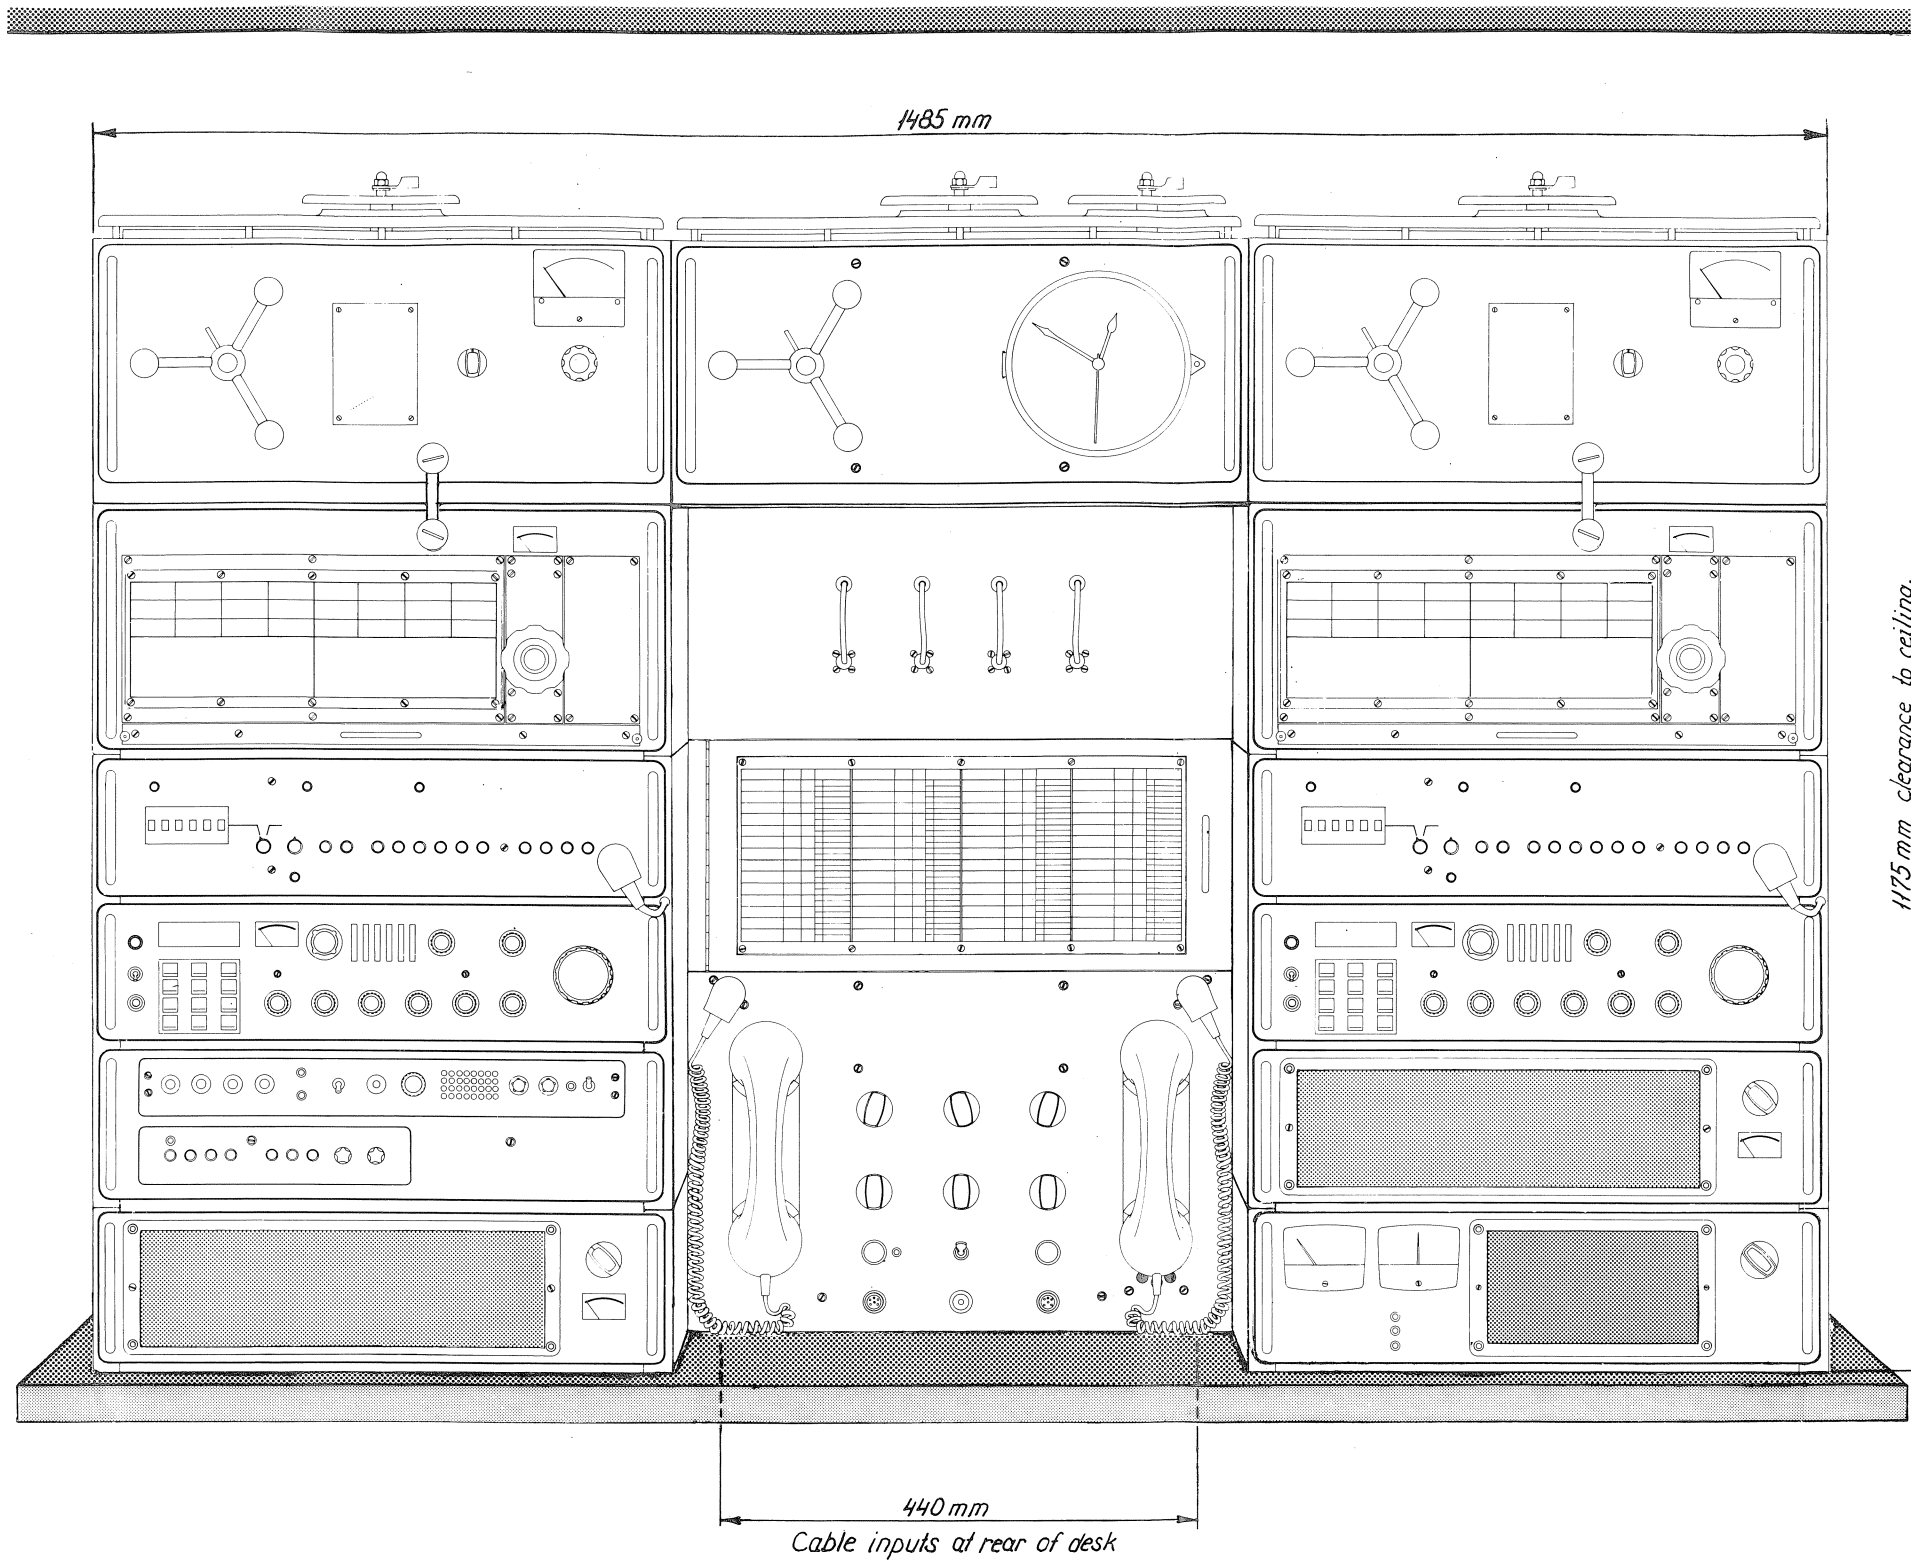 1485 mm
1175 mm clearance to ceiling.
440 mm
Cable inputs at rear of desk